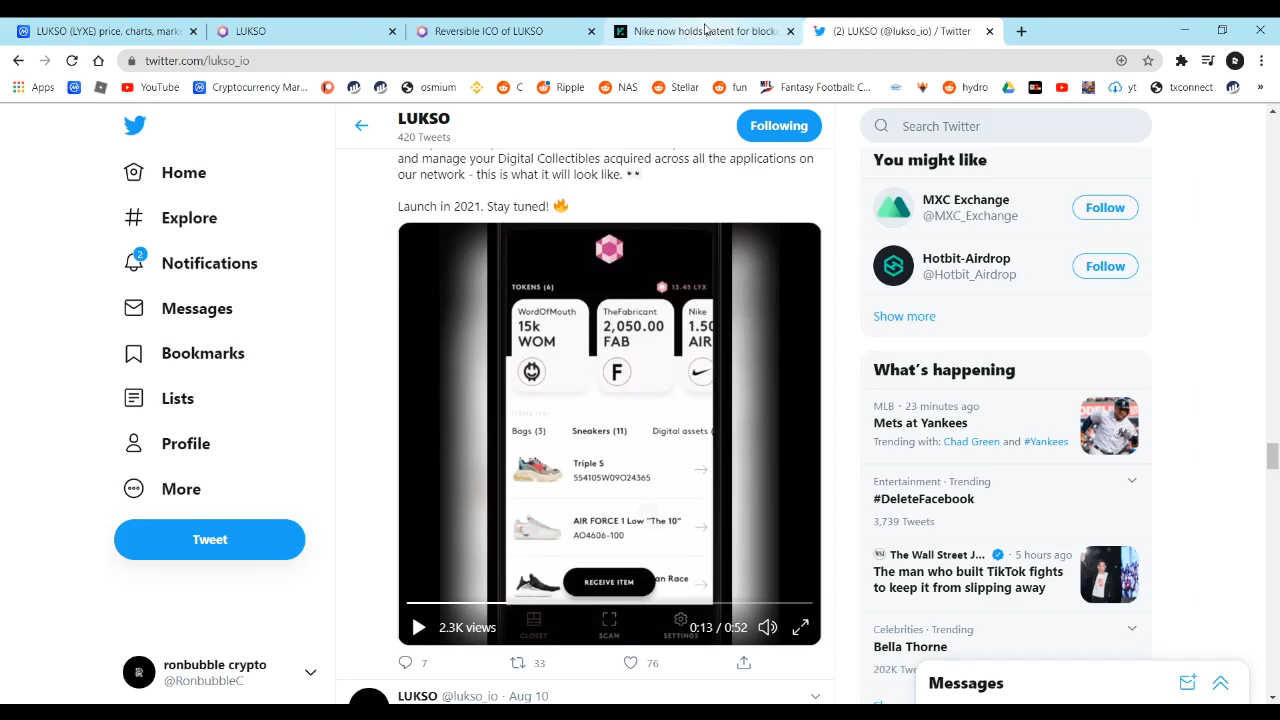 LUKSO (LYXE) price, charts, mark
LUKSO
Reversible ICO of LUKSO
Nike now holds patent for blocko
(2) LUKSO (@lukso_io) / Twitter
twitter.com/lukso_io
Apps
YouTube
Cryptocurrency Mar...
osmium
C
Ripple
NAS
Stellar
fun
Fantasy Football: C...
hydro
yt
txconnect
»
LUKSO
420 Tweets
Following
Search Twitter
Home
Explore
2
Notifications
Messages
Bookmarks
Lists
Profile
More
Tweet
ronbubble crypto
@RonbubbleC
and manage your Digital Collectibles acquired across all the applications on
our network - this is what it will look like. 👀
Launch in 2021. Stay tuned! 🔥
TOKENS (6)
13.45 LYX
WordOfMouth
15k
WOM
TheFabricant
2,050.00
FAB
Nike
1.50
AIR
Bags (3)
Sneakers (11)
Digital assets (
Triple S
554105W09O24365
AIR FORCE 1 Low "The 10"
AO4606-100
an Race
RECEIVE ITEM
CLOSET
SCAN
SETTINGS
2.3K views
0:13 / 0:52
7
33
76
LUKSO @lukso_io · Aug 10
You might like
MXC Exchange
@MXC_Exchange
Follow
Hotbit-Airdrop
@Hotbit_Airdrop
Follow
Show more
What's happening
MLB · 23 minutes ago
Mets at Yankees
Trending with: Chad Green and #Yankees
Entertainment · Trending
#DeleteFacebook
3,739 Tweets
The Wall Street J... · 5 hours ago
The man who built TikTok fights
to keep it from slipping away
Celebrities · Trending
Bella Thorne
202K Twe
Messages